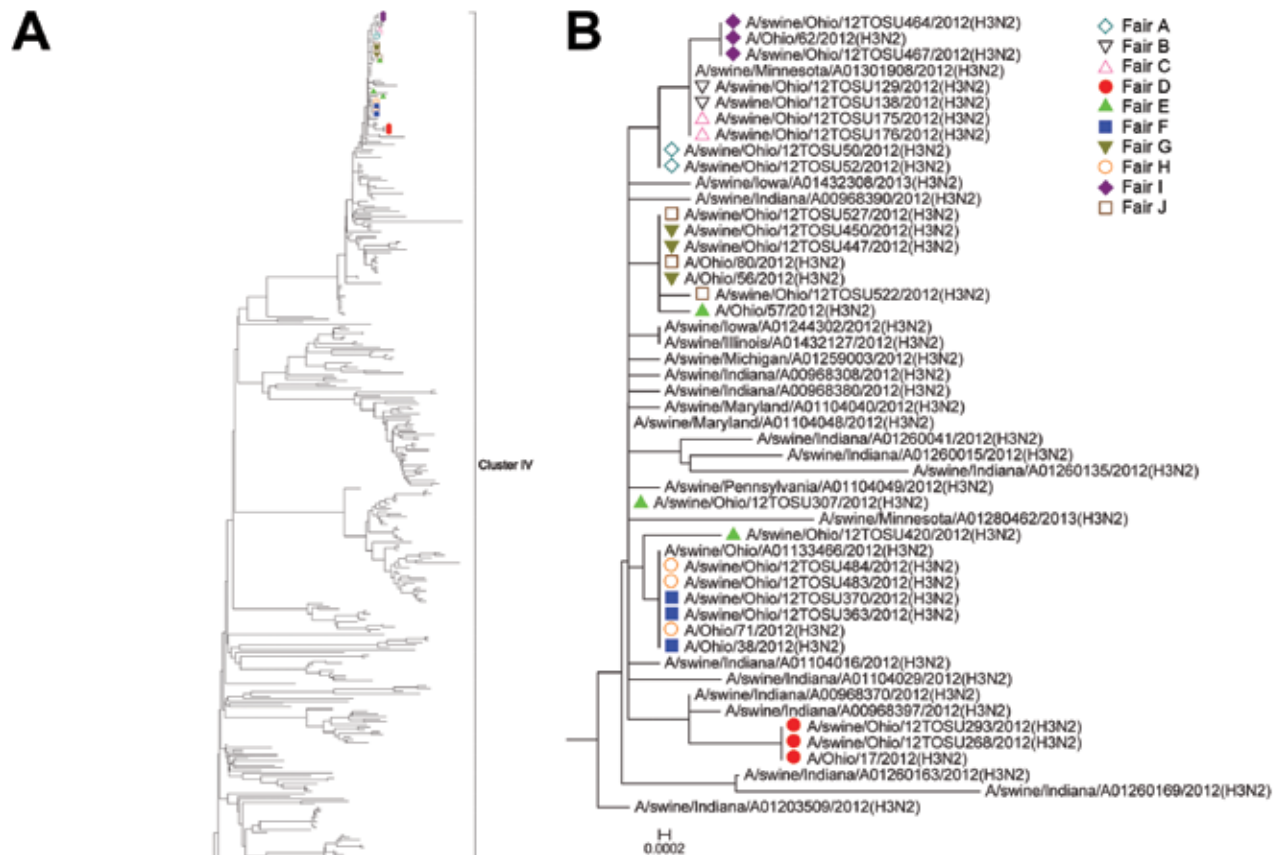 A
B
Cluster IV
A/swine/Ohio/12TOSU464/2012(H3N2)
A/Ohio/62/2012(H3N2)
A/swine/Ohio/12TOSU467/2012(H3N2)
A/swine/Minnesota/A01301908/2012(H3N2)
A/swine/Ohio/12TOSU129/2012(H3N2)
A/swine/Ohio/12TOSU138/2012(H3N2)
A/swine/Ohio/12TOSU175/2012(H3N2)
A/swine/Ohio/12TOSU176/2012(H3N2)
A/swine/Ohio/12TOSU50/2012(H3N2)
A/swine/Ohio/12TOSU52/2012(H3N2)
A/swine/Iowa/A01432308/2013(H3N2)
A/swine/Indiana/A00968390/2012(H3N2)
A/swine/Ohio/12TOSU527/2012(H3N2)
A/swine/Ohio/12TOSU450/2012(H3N2)
A/swine/Ohio/12TOSU447/2012(H3N2)
A/Ohio/80/2012(H3N2)
A/Ohio/56/2012(H3N2)
A/swine/Ohio/12TOSU522/2012(H3N2)
A/Ohio/57/2012(H3N2)
A/swine/Iowa/A01244302/2012(H3N2)
A/swine/Illinois/A01432127/2012(H3N2)
A/swine/Michigan/A01259003/2012(H3N2)
A/swine/Indiana/A00968308/2012(H3N2)
A/swine/Indiana/A00968380/2012(H3N2)
A/swine/Maryland/A01104040/2012(H3N2)
A/swine/Maryland/A01104048/2012(H3N2)
A/swine/Indiana/A01260041/2012(H3N2)
A/swine/Indiana/A01260015/2012(H3N2)
A/swine/Indiana/A01260135/2012(H3N2)
A/swine/Pennsylvania/A01104049/2012(H3N2)
A/swine/Ohio/12TOSU307/2012(H3N2)
A/swine/Minnesota/A01280462/2013(H3N2)
A/swine/Ohio/12TOSU420/2012(H3N2)
A/swine/Ohio/A01133466/2012(H3N2)
A/swine/Ohio/12TOSU484/2012(H3N2)
A/swine/Ohio/12TOSU483/2012(H3N2)
A/swine/Ohio/12TOSU370/2012(H3N2)
A/swine/Ohio/12TOSU363/2012(H3N2)
A/Ohio/71/2012(H3N2)
A/Ohio/38/2012(H3N2)
A/swine/Indiana/A01104016/2012(H3N2)
A/swine/Indiana/A01104029/2012(H3N2)
A/swine/Indiana/A00968370/2012(H3N2)
A/swine/Indiana/A00968397/2012(H3N2)
A/swine/Ohio/12TOSU293/2012(H3N2)
A/swine/Ohio/12TOSU268/2012(H3N2)
A/Ohio/17/2012(H3N2)
A/swine/Indiana/A01260163/2012(H3N2)
A/swine/Indiana/A01260169/2012(H3N2)
A/swine/Indiana/A01203509/2012(H3N2)
0.0002
Fair A
Fair B
Fair C
Fair D
Fair E
Fair F
Fair G
Fair H
Fair I
Fair J